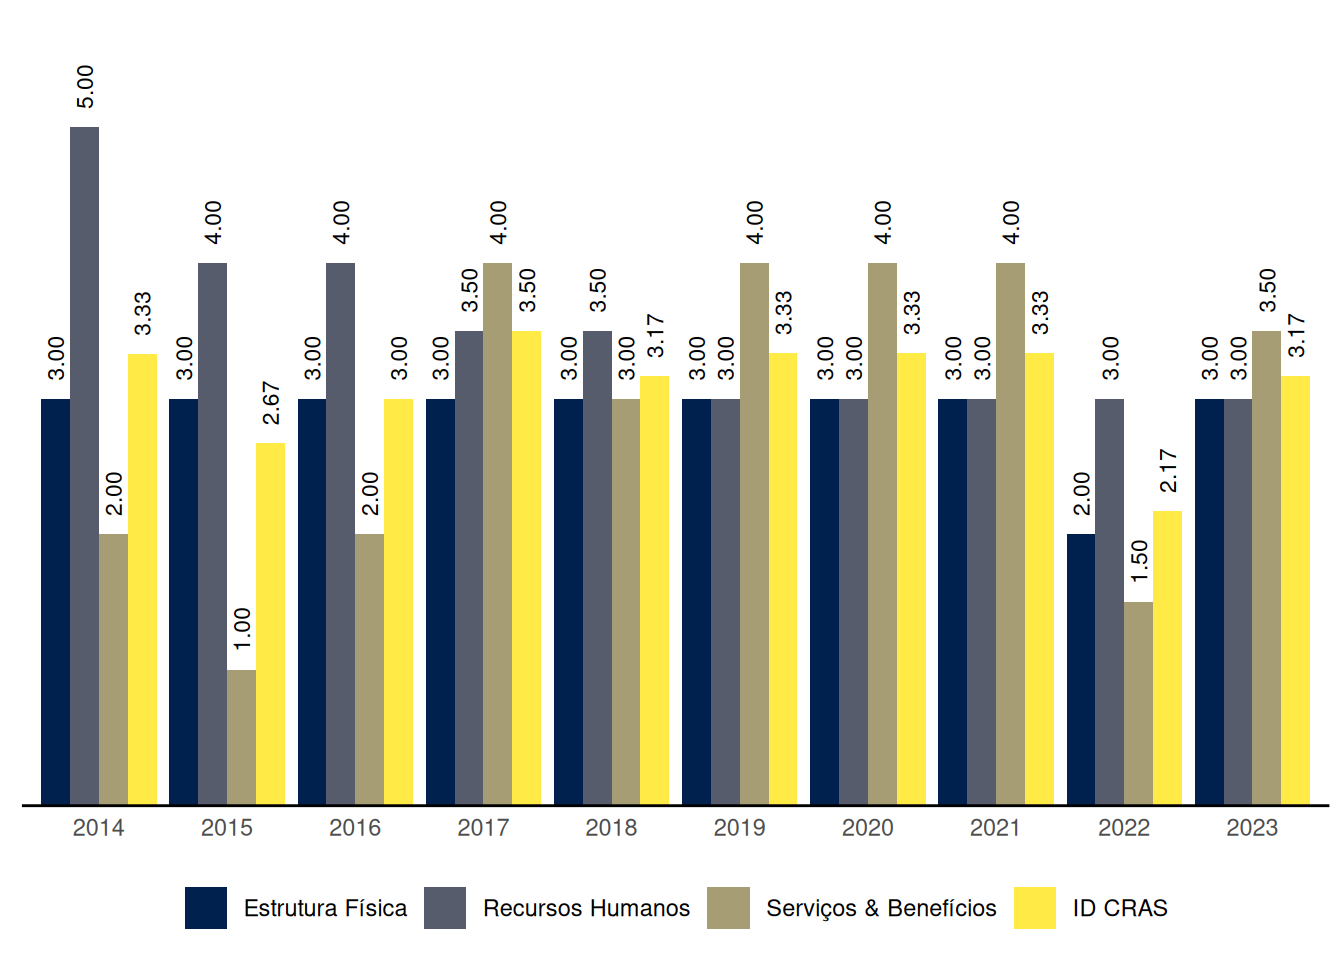 3.00 5.00 2.00 3.33 3.00 4.00 1.00 2.67 3.00 4.00 2.00 3.00 3.00 3.50 4.00 3.50 3.00 3.50 3.00 3.17 3.00 3.00 4.00 3.33 3.00 3.00 4.00 3.33 3.00 3.00 4.00 3.33 2.00 3.00 1.50 2.17 3.00 3.00 3.50 3.17
2014 2015 2016 2017 2018 2019 2020 2021 2022 2023
Estrutura Física Recursos Humanos Serviços & Benefícios ID CRAS